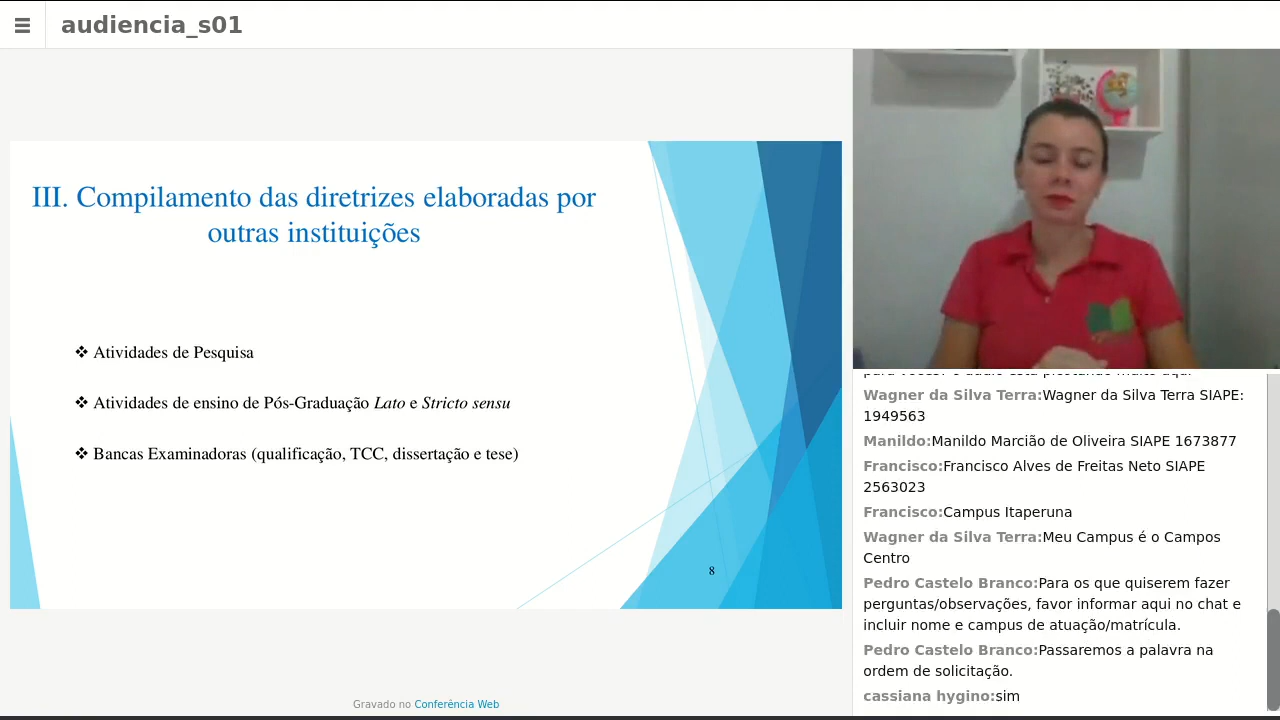 audiencia_s01
III. Compilamento das diretrizes elaboradas por
outras instituições
❖ Atividades de Pesquisa
❖ Atividades de ensino de Pós-Graduação Lato e Stricto sensu
❖ Bancas Examinadoras (qualificação, TCC, dissertação e tese)
8
Gravado no Conferência Web
Wagner da Silva Terra:Wagner da Silva Terra SIAPE:
1949563
Manildo:Manildo Marcião de Oliveira SIAPE 1673877
Francisco:Francisco Alves de Freitas Neto SIAPE
2563023
Francisco:Campus Itaperuna
Wagner da Silva Terra:Meu Campus é o Campos
Centro
Pedro Castelo Branco:Para os que quiserem fazer
perguntas/observações, favor informar aqui no chat e
incluir nome e campus de atuação/matrícula.
Pedro Castelo Branco:Passaremos a palavra na
ordem de solicitação.
cassiana hygino:sim